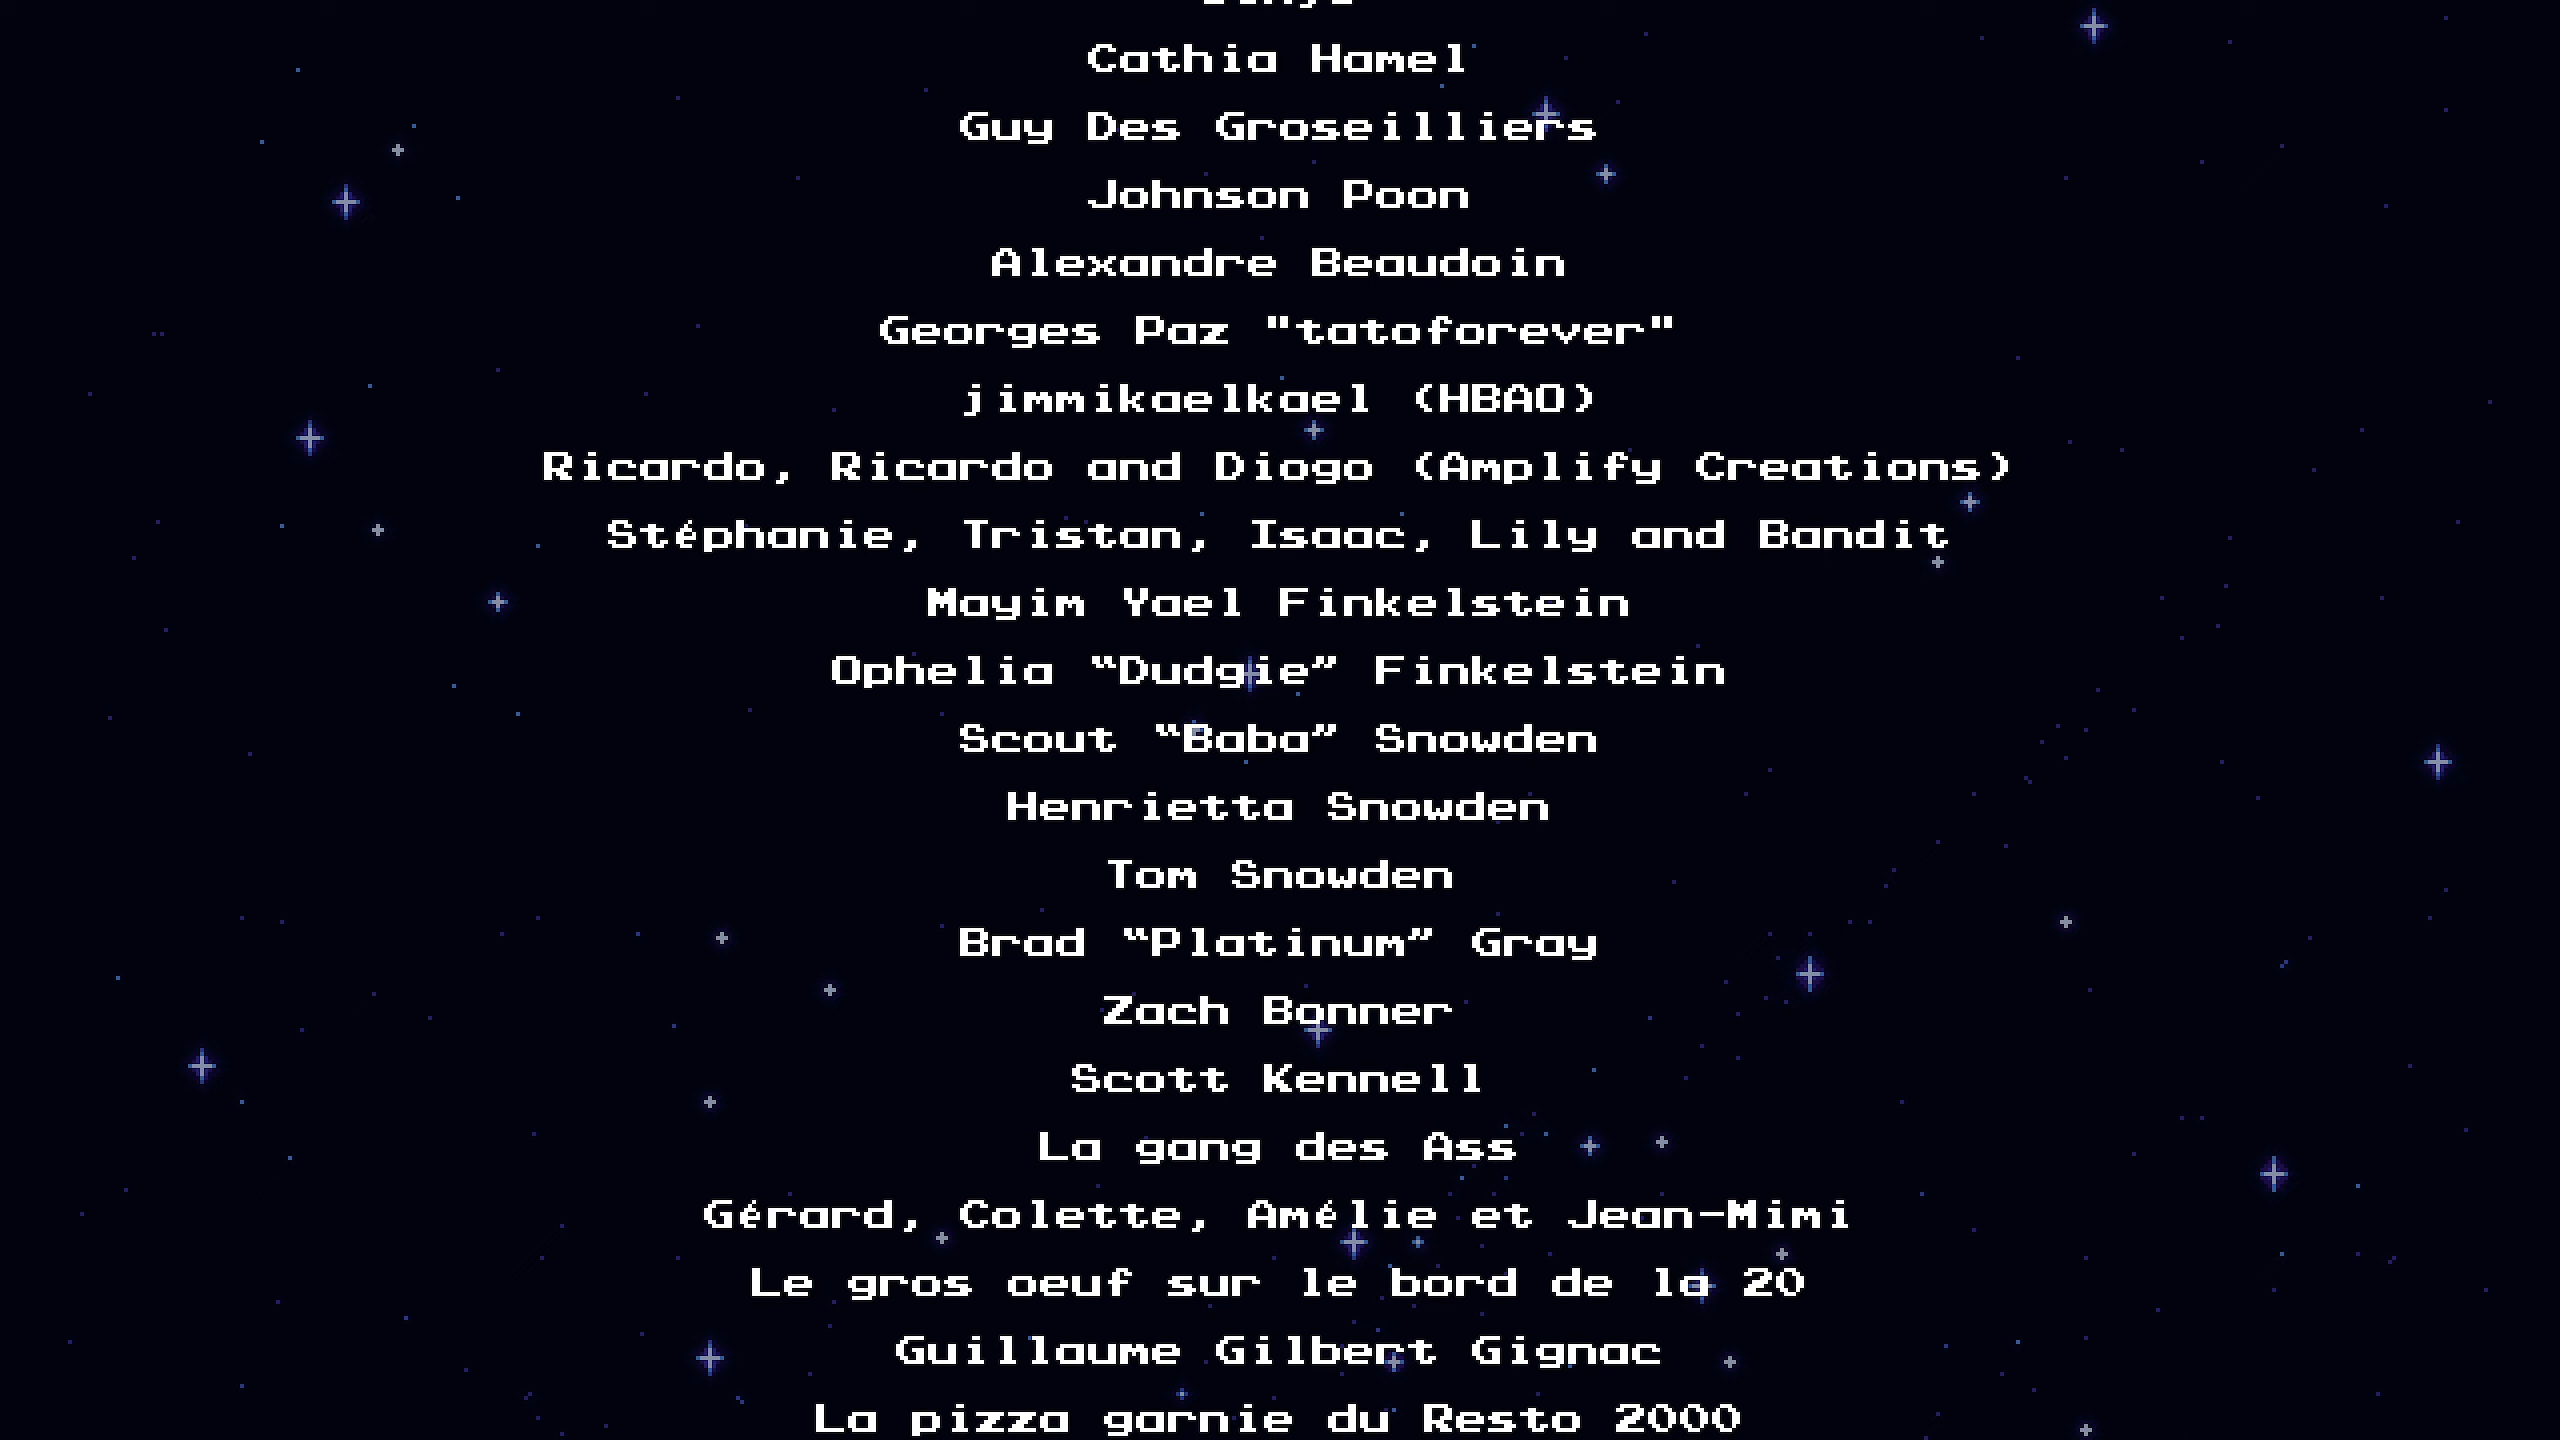 Cathia Hamel
Guy Des Groseilliers
Johnson Poon
Alexandre Beaudoin
Georges Paz "tatoforever"
jimmikaelkael (HBAO)
Ricardo, Ricardo and Diogo (Amplify Creations)
Stéphanie, Tristan, Isaac, Lily and Bandit
Mayim Yael Finkelstein
Ophelia “Dudgie” Finkelstein
Scout “Baba” Snowden
Henrietta Snowden
Tom Snowden
Brad “Platinum” Gray
Zach Bonner
Scott Kennell
La gang des Ass
Gérard, Colette, Amélie et Jean-Mimi
Le gros oeuf sur le bord de la 20
Guillaume Gilbert Gignac
La pizza garnie du Resto 2000